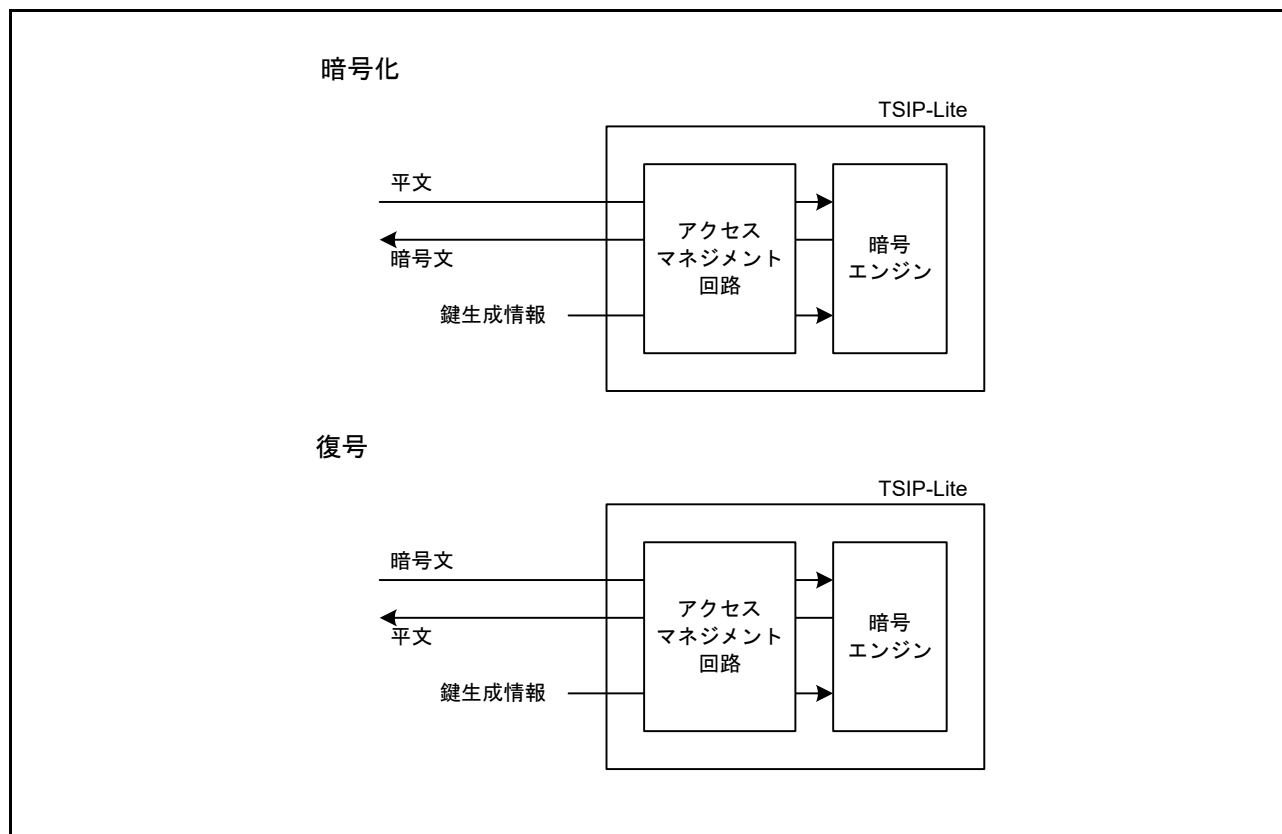 暗号化
TSIP-Lite
平文
暗号文
鍵生成情報
アクセス
マネジメント
回路
暗号
エンジン
復号
TSIP-Lite
暗号文
平文
鍵生成情報
アクセス
マネジメント
回路
暗号
エンジン